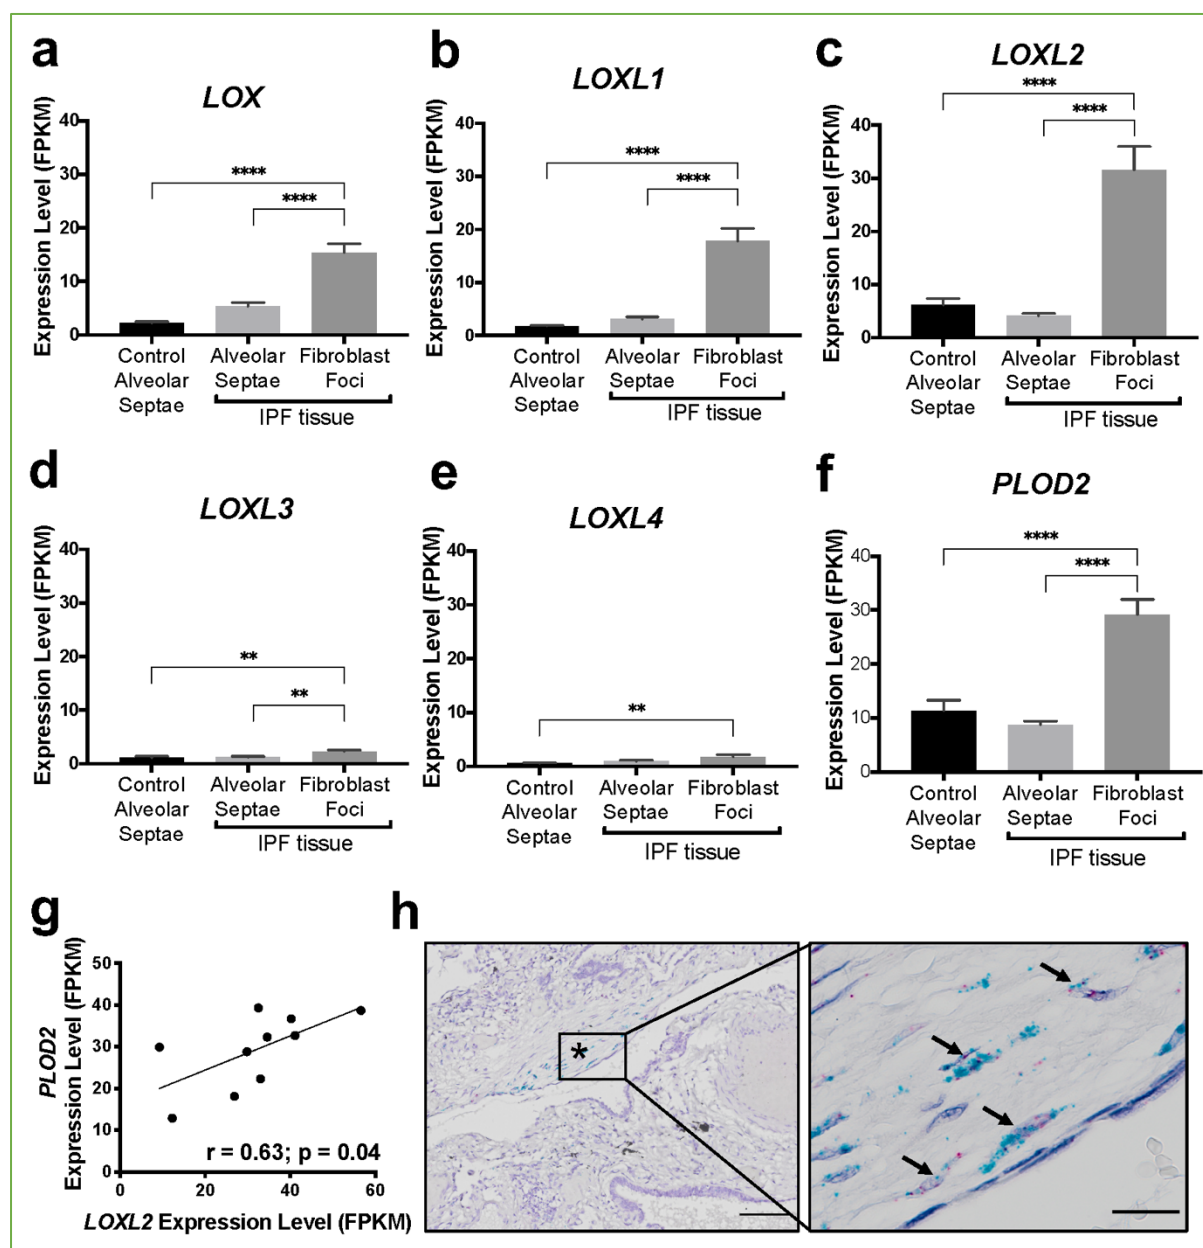 a
LOX
Expression Level (FPKM)
40
30
20
10
0
****
****
Control
Alveolar
Septae
Alveolar
Septae
Fibroblast
Foci
IPF tissue
b
LOXL1
Expression Level (FPKM)
40
30
20
10
0
****
****
Control
Alveolar
Septae
Alveolar
Septae
Fibroblast
Foci
IPF tissue
c
LOXL2
Expression Level (FPKM)
40
30
20
10
0
****
****
Control
Alveolar
Septae
Alveolar
Septae
Fibroblast
Foci
IPF tissue
d
LOXL3
Expression Level (FPKM)
40
30
20
10
0
**
**
Control
Alveolar
Septae
Alveolar
Septae
Fibroblast
Foci
IPF tissue
e
LOXL4
Expression Level (FPKM)
40
30
20
10
0
**
Control
Alveolar
Septae
Alveolar
Septae
Fibroblast
Foci
IPF tissue
f
PLOD2
Expression Level (FPKM)
40
30
20
10
0
****
****
Control
Alveolar
Septae
Alveolar
Septae
Fibroblast
Foci
IPF tissue
g
PLOD2
Expression Level (FPKM)
50
40
30
20
10
0
r = 0.63; p = 0.04
0
20
40
60
LOXL2 Expression Level (FPKM)
h
*